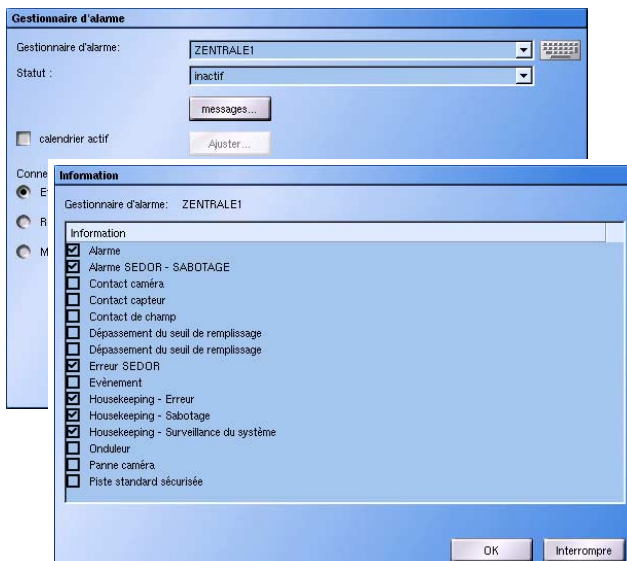 Gestionnaire d'alarme
Gestionnaire d'alarme: ZENTRALE1
Statut : inactif
messages...
calendrier actif Ajuster...
Conne
E
R
M
Information
Gestionnaire d'alarme: ZENTRALE1
Information
Alarme
Alarme SEDOR - SABOTAGE
Contact caméra
Contact capteur
Contact de champ
Dépassement du seuil de remplissage
Dépassement du seuil de remplissage
Erreur SEDOR
Evènement
Housekeeping - Erreur
Housekeeping - Sabotage
Housekeeping - Surveillance du système
Onduleur
Panne caméra
Piste standard sécurisée
OK Interrompre